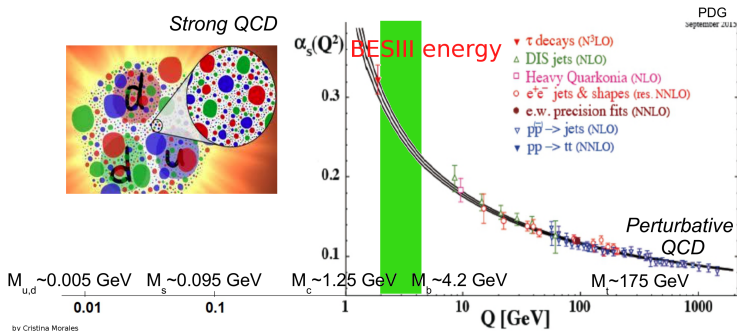 Strong QCD
PDG
September 2015
αs(Q²)
BESIII energy
τ decays (N³LO)
DIS jets (NLO)
Heavy Quarkonia (NLO)
e⁺e⁻ jets & shapes (res. NNLO)
e.w. precision fits (NNLO)
p(p̄) –> jets (NLO)
pp –> tt (NNLO)
d
d
u
0.3
0.2
0.1
Perturbative
QCD
Mu,d ~0.005 GeV Ms ~0.095 GeV Mc ~1.25 GeV Mb ~4.2 GeV Mt ~175 GeV
0.01 0.1 1 10 100 1000
Q [GeV]
by Cristina Morales